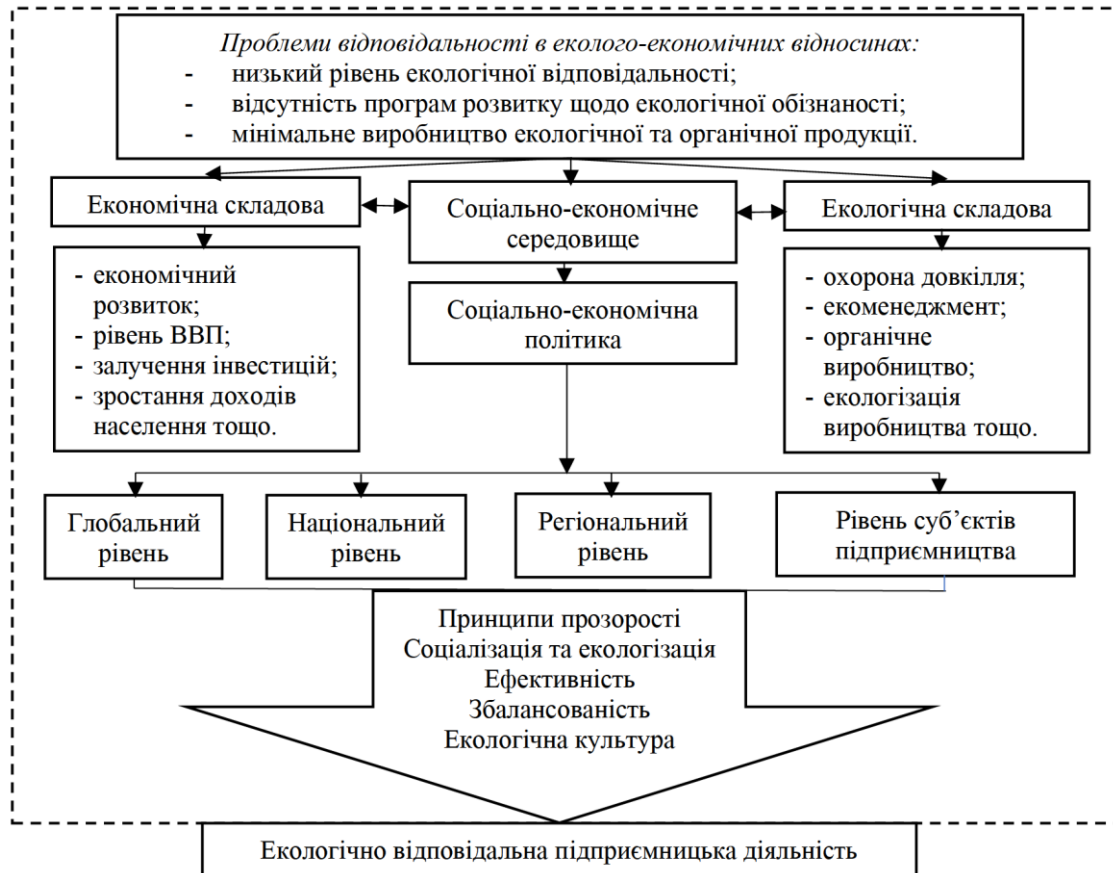 Проблеми відповідальності в еколого-економічних відносинах:
- низький рівень екологічної відповідальності;
- відсутність програм розвитку щодо екологічної обізнаності;
- мінімальне виробництво екологічної та органічної продукції.
Економічна складова
Соціально-економічне
середовище
Екологічна складова
- економічний
розвиток;
- рівень ВВП;
- залучення інвестицій;
- зростання доходів
населення тощо.
Соціально-економічна
політика
- охорона довкілля;
- екоменеджмент;
- органічне
виробництво;
- екологізація
виробництва тощо.
Глобальний
рівень
Національний
рівень
Регіональний
рівень
Рівень суб’єктів
підприємництва
Принципи прозорості
Соціалізація та екологізація
Ефективність
Збалансованість
Екологічна культура
Екологічно відповідальна підприємницька діяльність